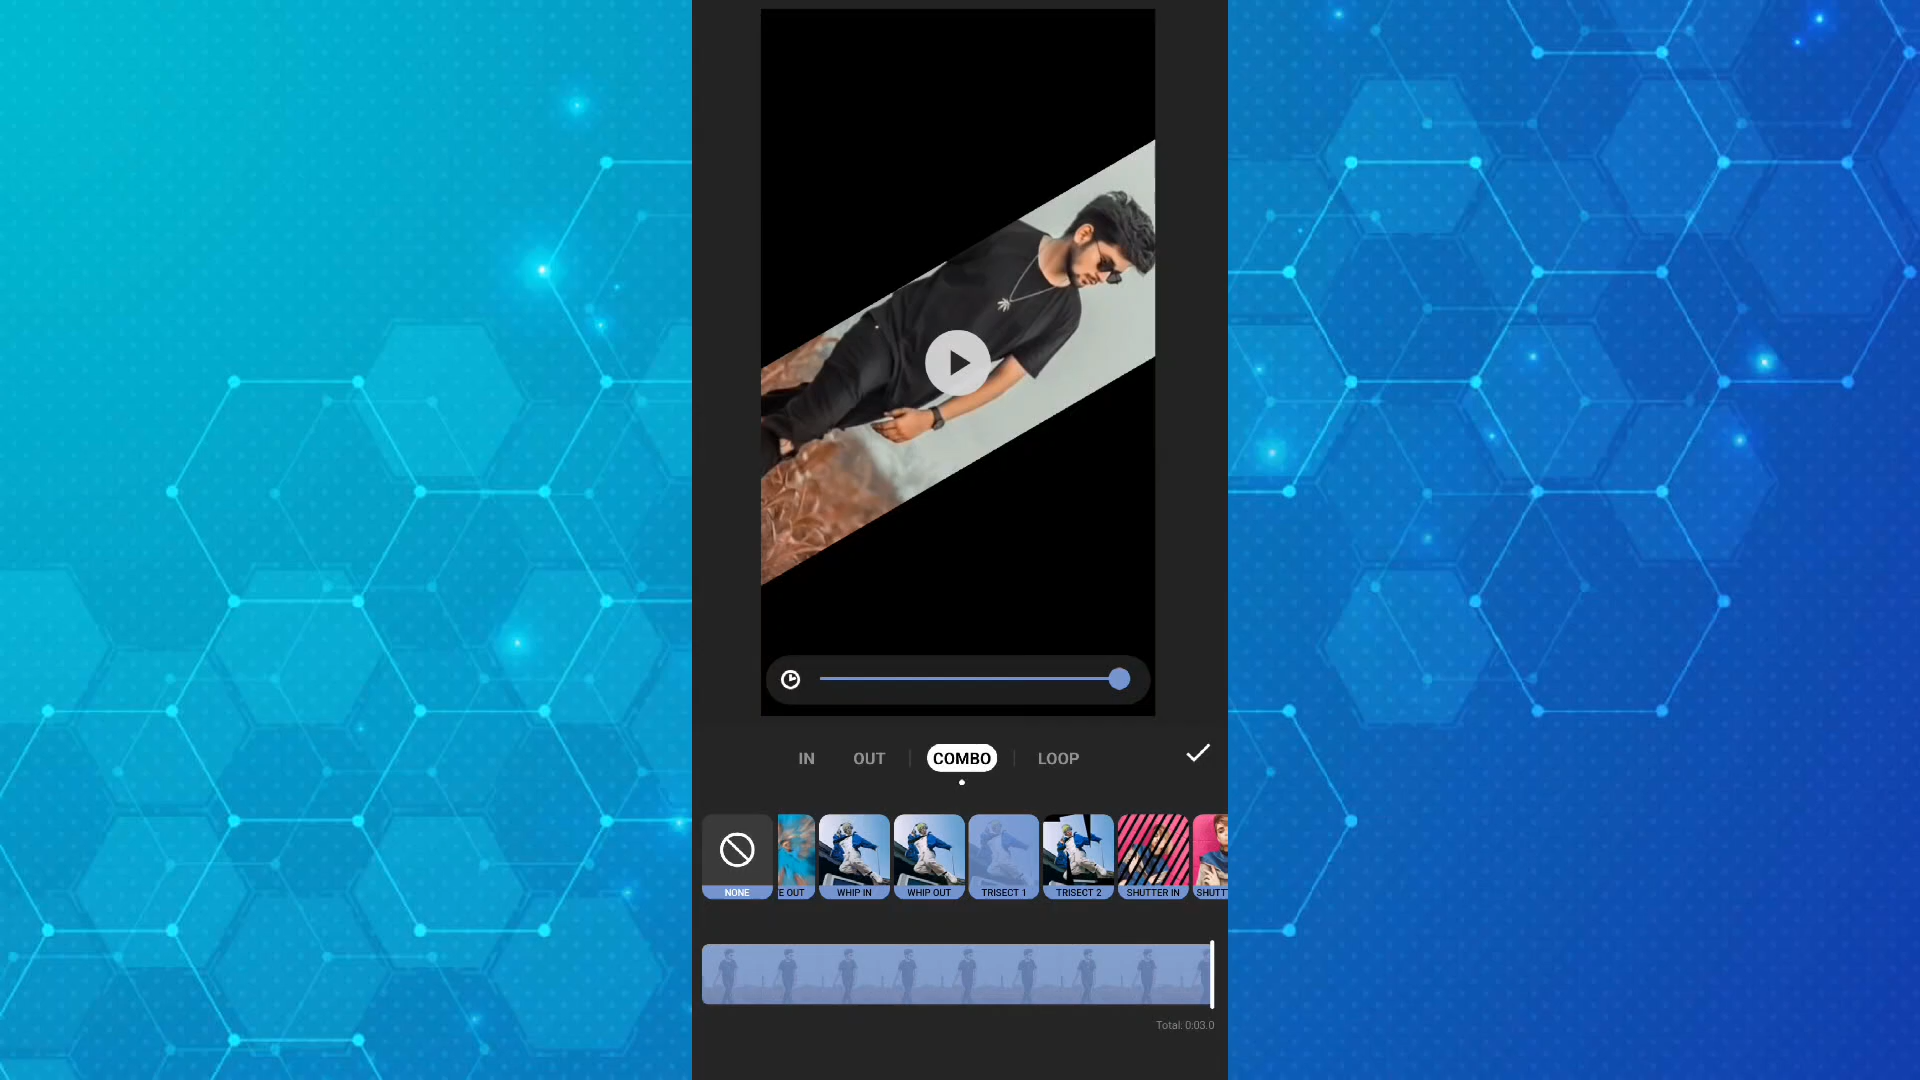 IN OUT COMBO LOOP
NONE E OUT WHIP IN WHIP OUT TRISECT 1 TRISECT 2 SHUTTER IN SHUTT
Total: 0:03.0